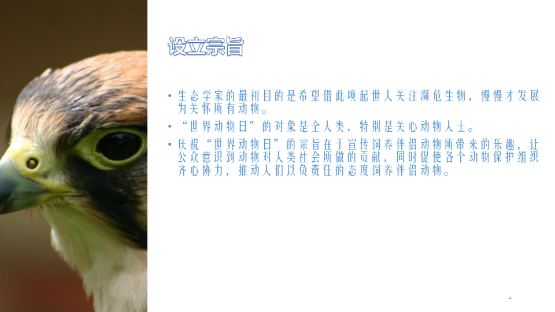 设立宗旨
• 生态学家的最初目的是希望借此唤起世人关注濒危生物，慢慢才发展
为关怀所有动物。
• “世界动物日”的对象是全人类，特别是关心动物人士。
• 庆祝“世界动物日”的宗旨在于宣传饲养伴侣动物所带来的乐趣，让
公众意识到动物对人类社会所做的贡献，同时促使各个动物保护组织
齐心协力，推动人们以负责任的态度饲养伴侣动物。